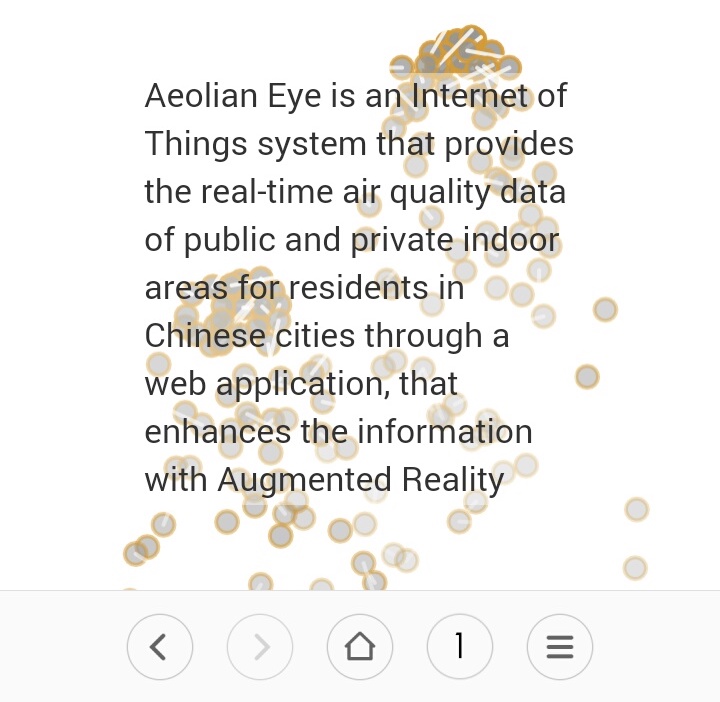 Aeolian Eye is an Internet of
Things system that provides
the real-time air quality data
of public and private indoor
areas for residents in
Chinese cities through a
web application, that
enhances the information
with Augmented Reality
1